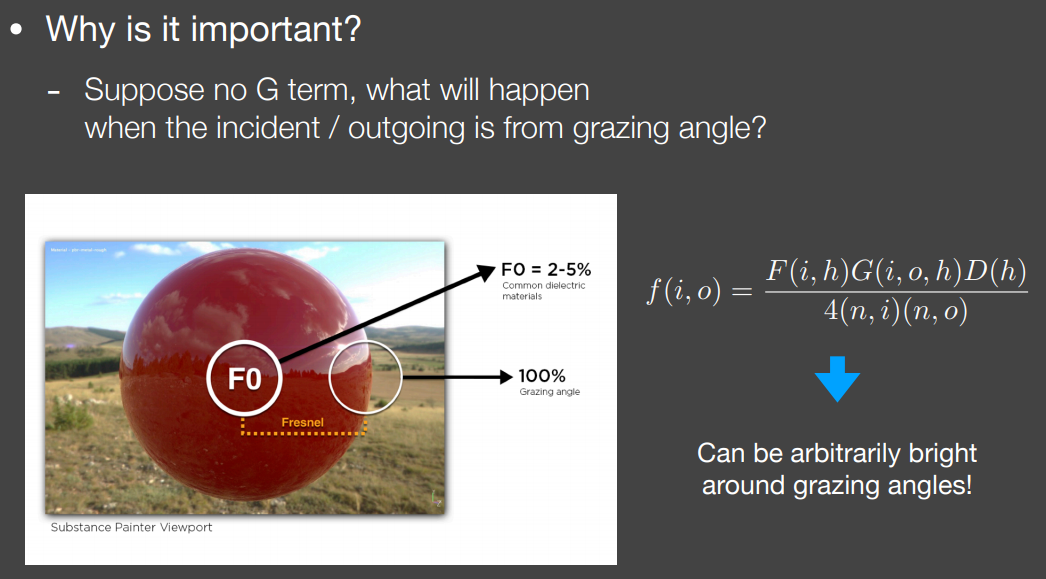 • Why is it important?
- Suppose no G term, what will happen
when the incident / outgoing is from grazing angle?
F0 = 2-5%
Common dielectric
materials
F0
100%
Grazing angle
Fresnel
Substance Painter Viewport
f(i, o) = F(i, h)G(i, o, h)D(h) / 4(n, i)(n, o)
Can be arbitrarily bright
around grazing angles!